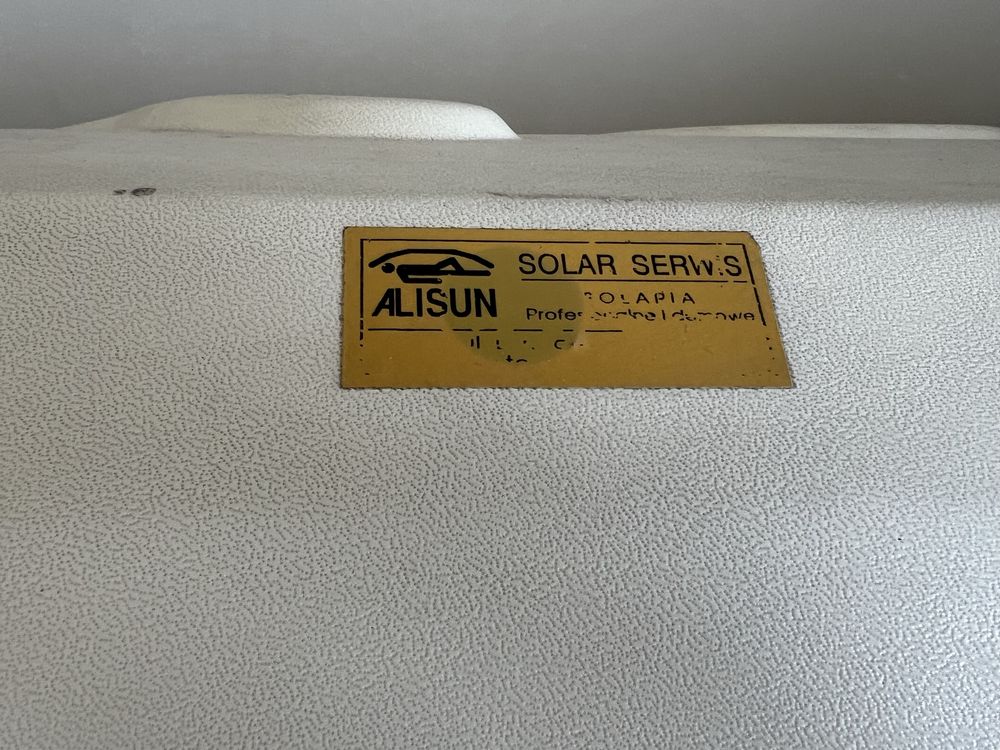 ALISUN
SOLAR SERWIS
SOLARIA
Profesjonalne i domowe